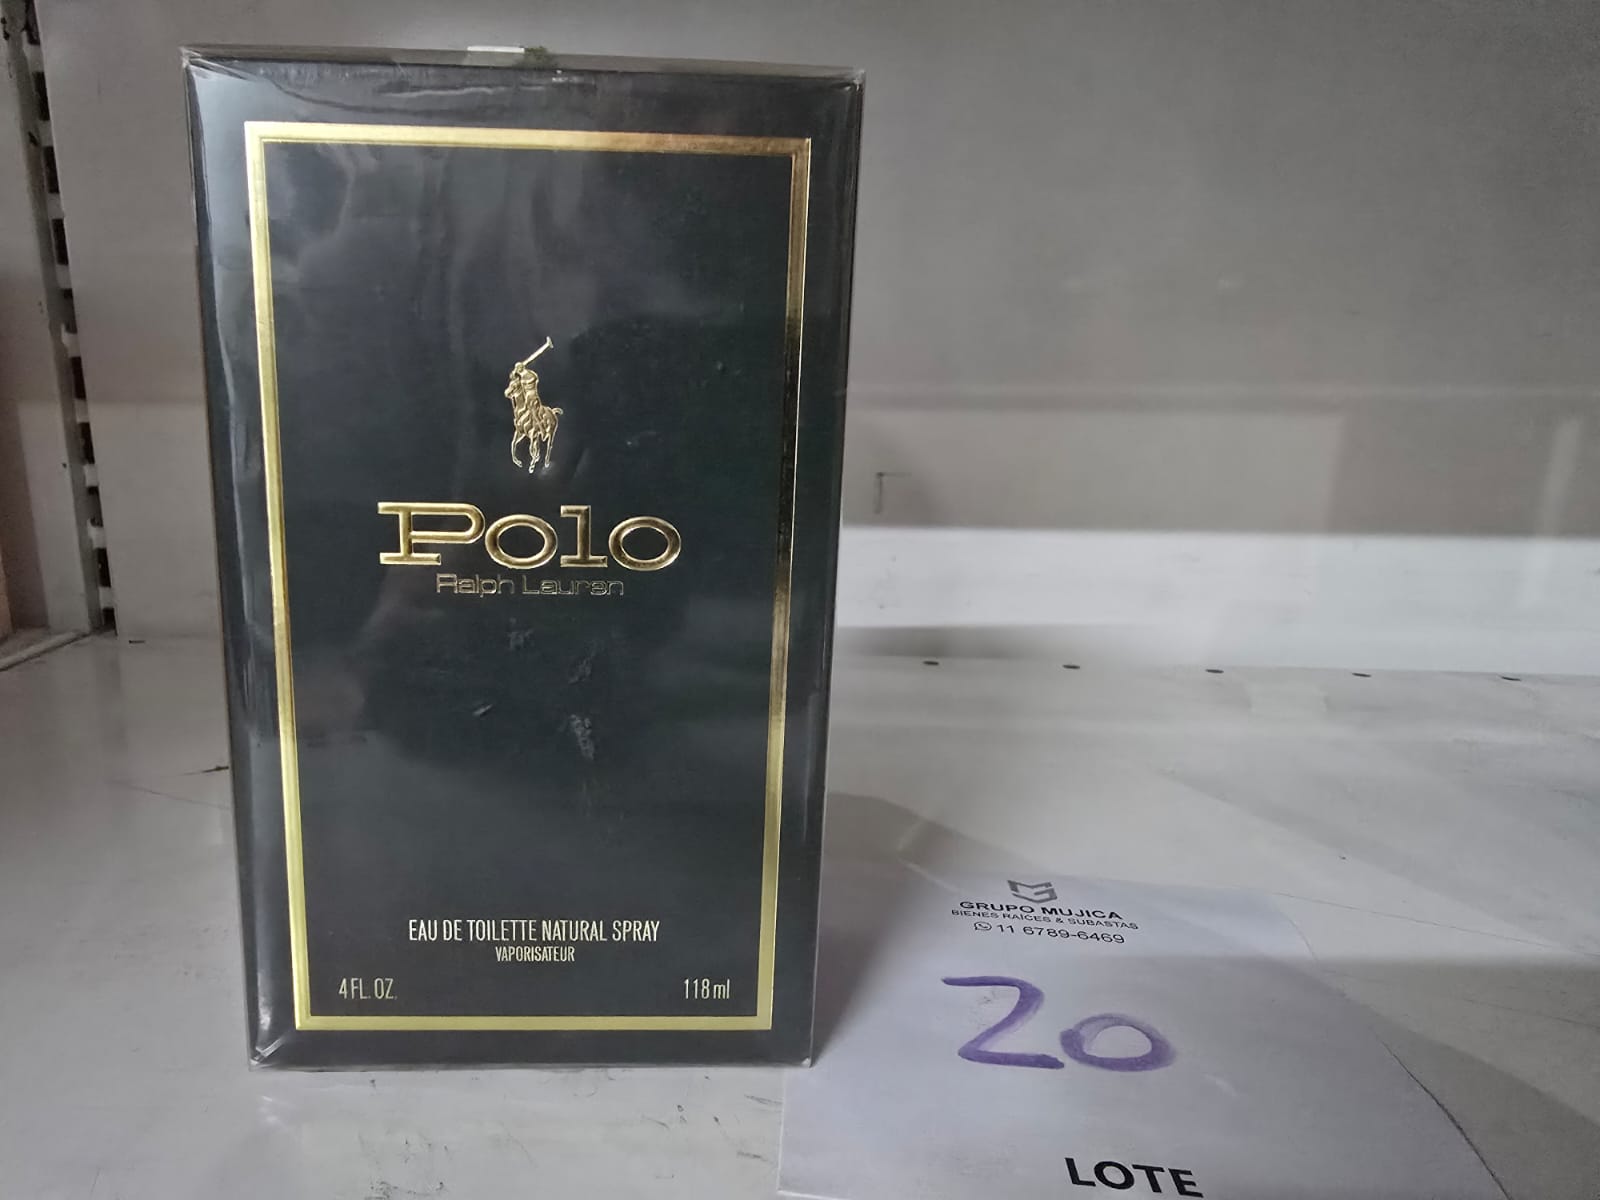 Polo
Ralph Lauren
EAU DE TOILETTE NATURAL SPRAY
VAPORISATEUR
4 FL. OZ. 118 ml
GRUPO MUJICA
BIENES RAÍCES & SUBASTAS
11 6789-6469
20
LOTE